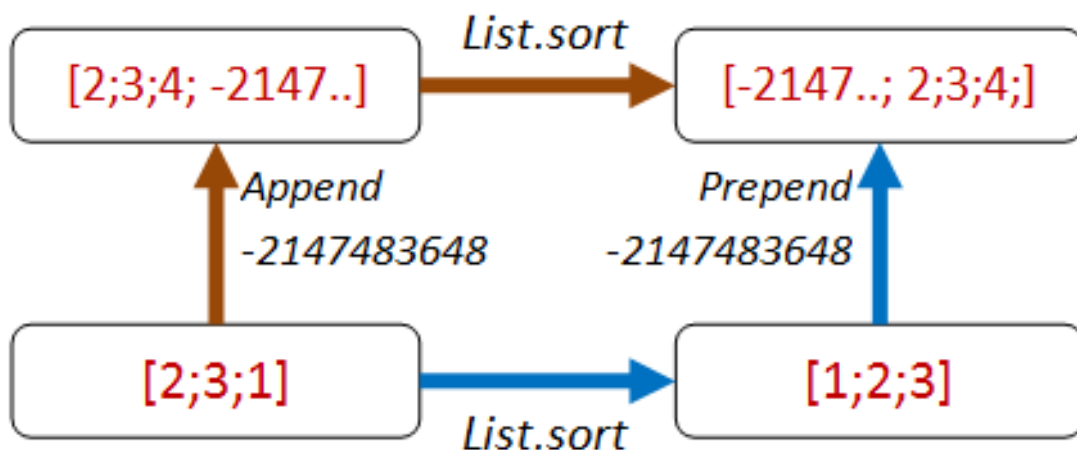 List.sort
[2;3;4; -2147..]
[-2147..; 2;3;4;]
Append
-2147483648
Prepend
-2147483648
[2;3;1]
[1;2;3]
List.sort